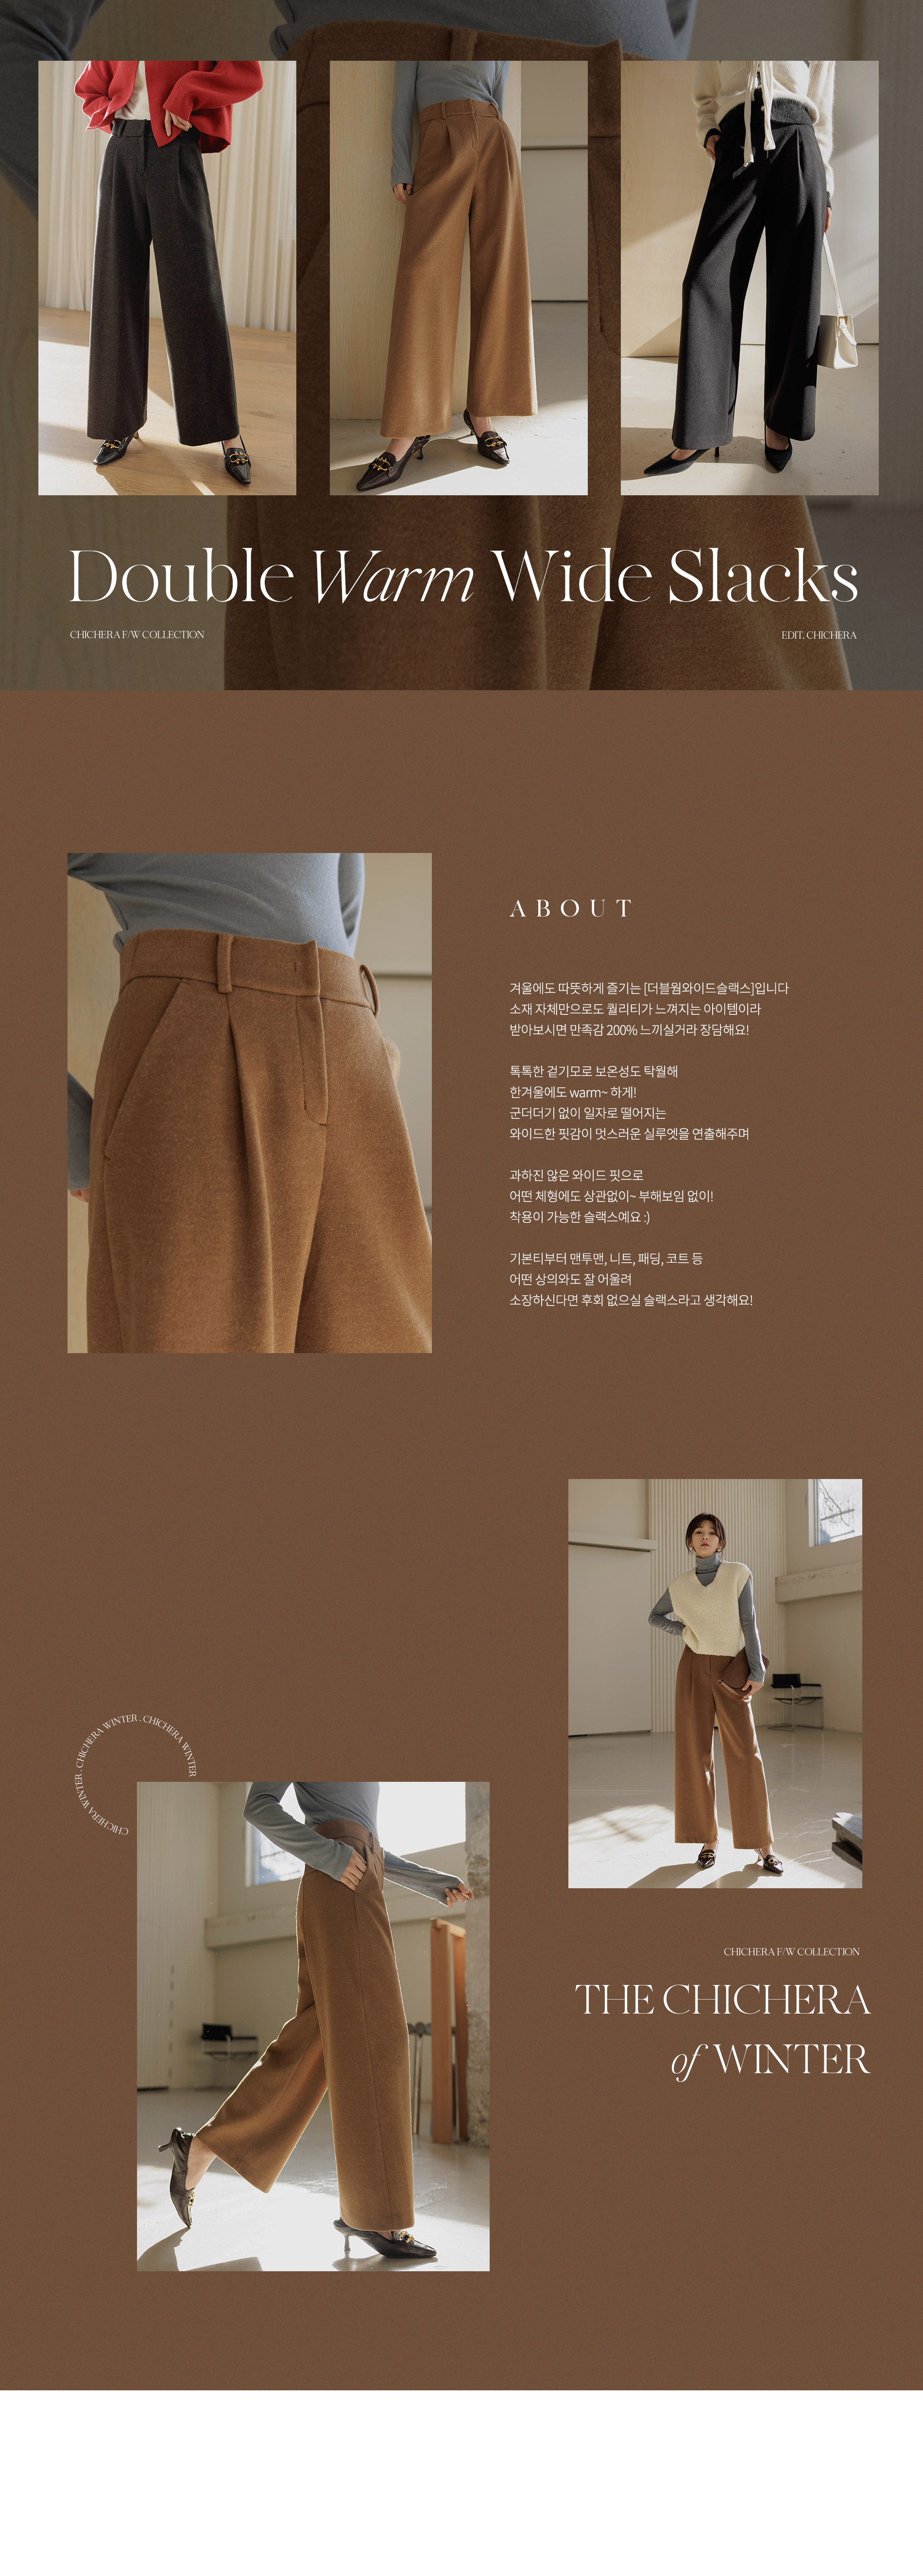 Double Warm Wide Slacks
CHICHERA F/W COLLECTION
EDIT. CHICHERA
ABOUT
겨울에도 따뜻하게 즐기는 [더블웜와이드슬랙스]입니다
소재 자체만으로도 퀄리티가 느껴지는 아이템이라
받아보시면 만족감 200% 느끼실거라 장담해요!
톡톡한 겉기모로 보온성도 탁월해
한겨울에도 warm~ 하게!
군더더기 없이 일자로 떨어지는
와이드한 핏감이 멋스러운 실루엣을 연출해주며
과하진 않은 와이드 핏으로
어떤 체형에도 상관없이~ 부해보임 없이!
착용이 가능한 슬랙스예요 :)
기본티부터 맨투맨, 니트, 패딩, 코트 등
어떤 상의와도 잘 어울려
소장하신다면 후회 없으실 슬랙스라고 생각해요!
CHICHERA WINTER . CHICHERA WINTER . CHICHERA WINTER
CHICHERA F/W COLLECTION
THE CHICHERA
of WINTER